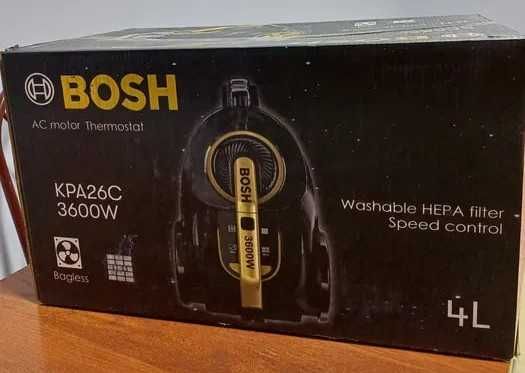 BOSH
AC motor Thermostat
KPA26C
3600W
Bagless
BOSH
3600W
Washable HEPA filter
Speed control
4L